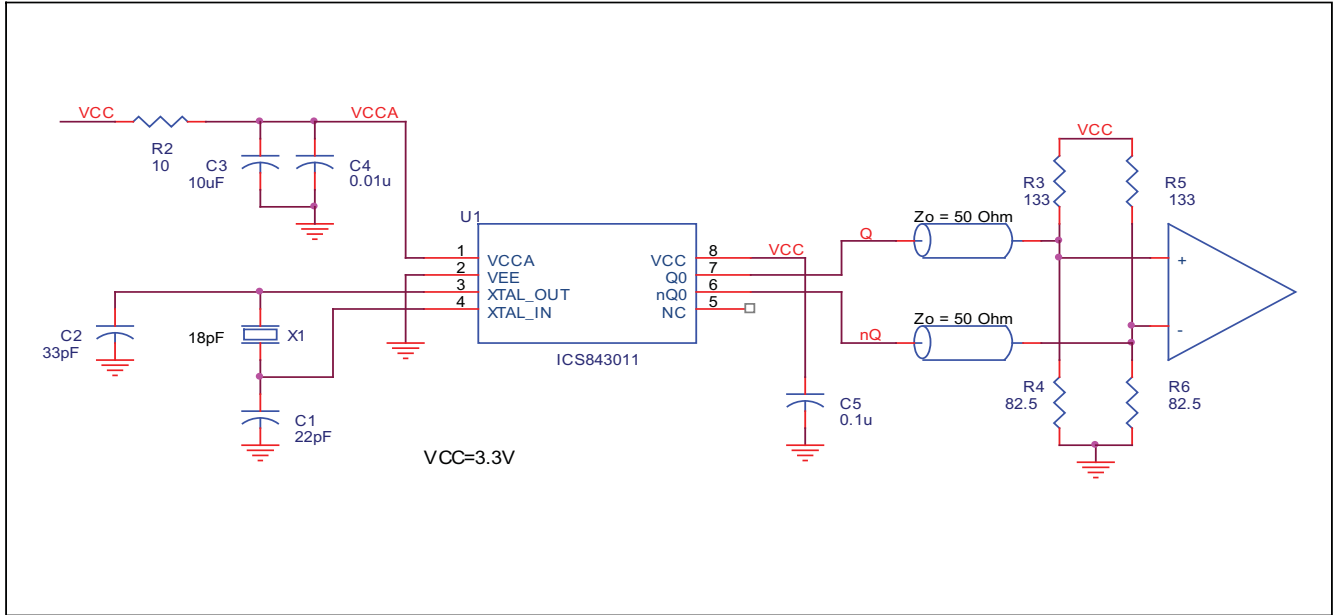 VCC
R2
10
C3
10uF
VCCA
C4
0.01u
U1
1
2
3
4
VCCA
VEE
XTAL_OUT
XTAL_IN
VCC
Q0
nQ0
NC
8
7
6
5
ICS843011
C2
33pF
18pF
X1
C1
22pF
VCC=3.3V
VCC
C5
0.1u
Q
Zo = 50 Ohm
nQ
Zo = 50 Ohm
VCC
R3
133
R5
133
+
-
R4
82.5
R6
82.5